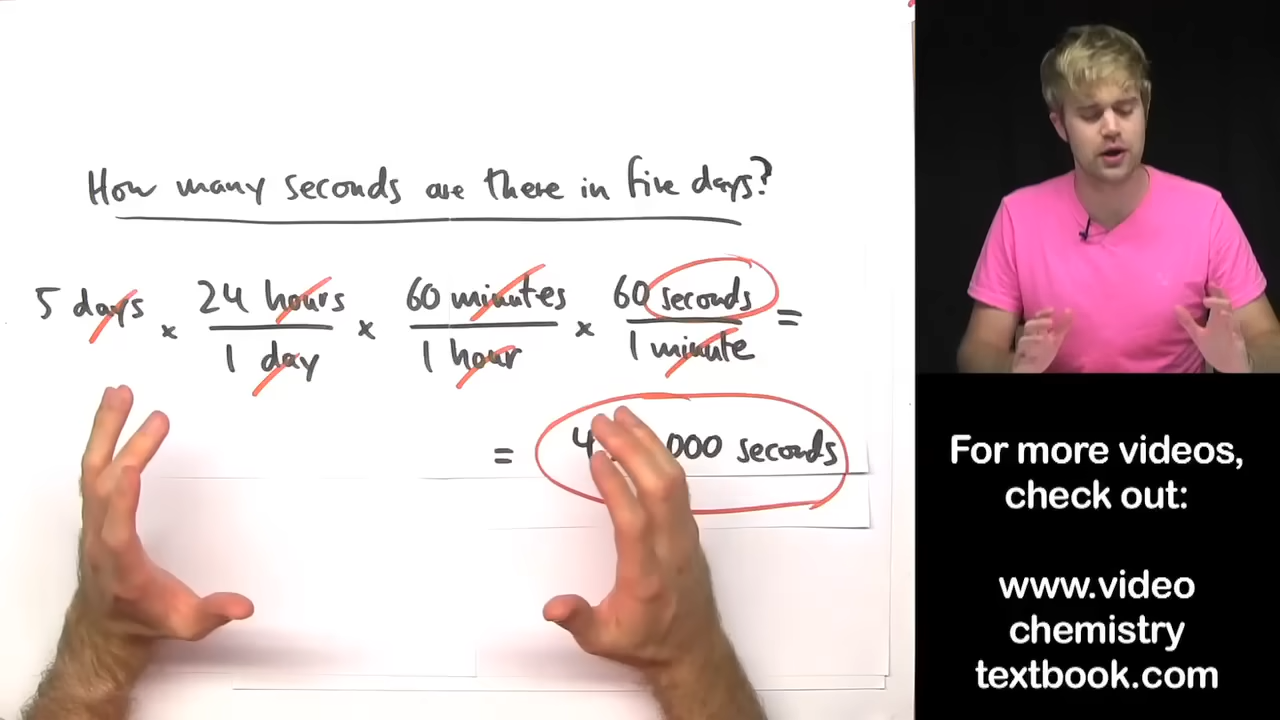 How many seconds are there in five days?
5 days × 24 hours / 1 day × 60 minutes / 1 hour × 60 seconds / 1 minute =
= 4 000 seconds
For more videos,
check out:
www.video
chemistry
textbook.com